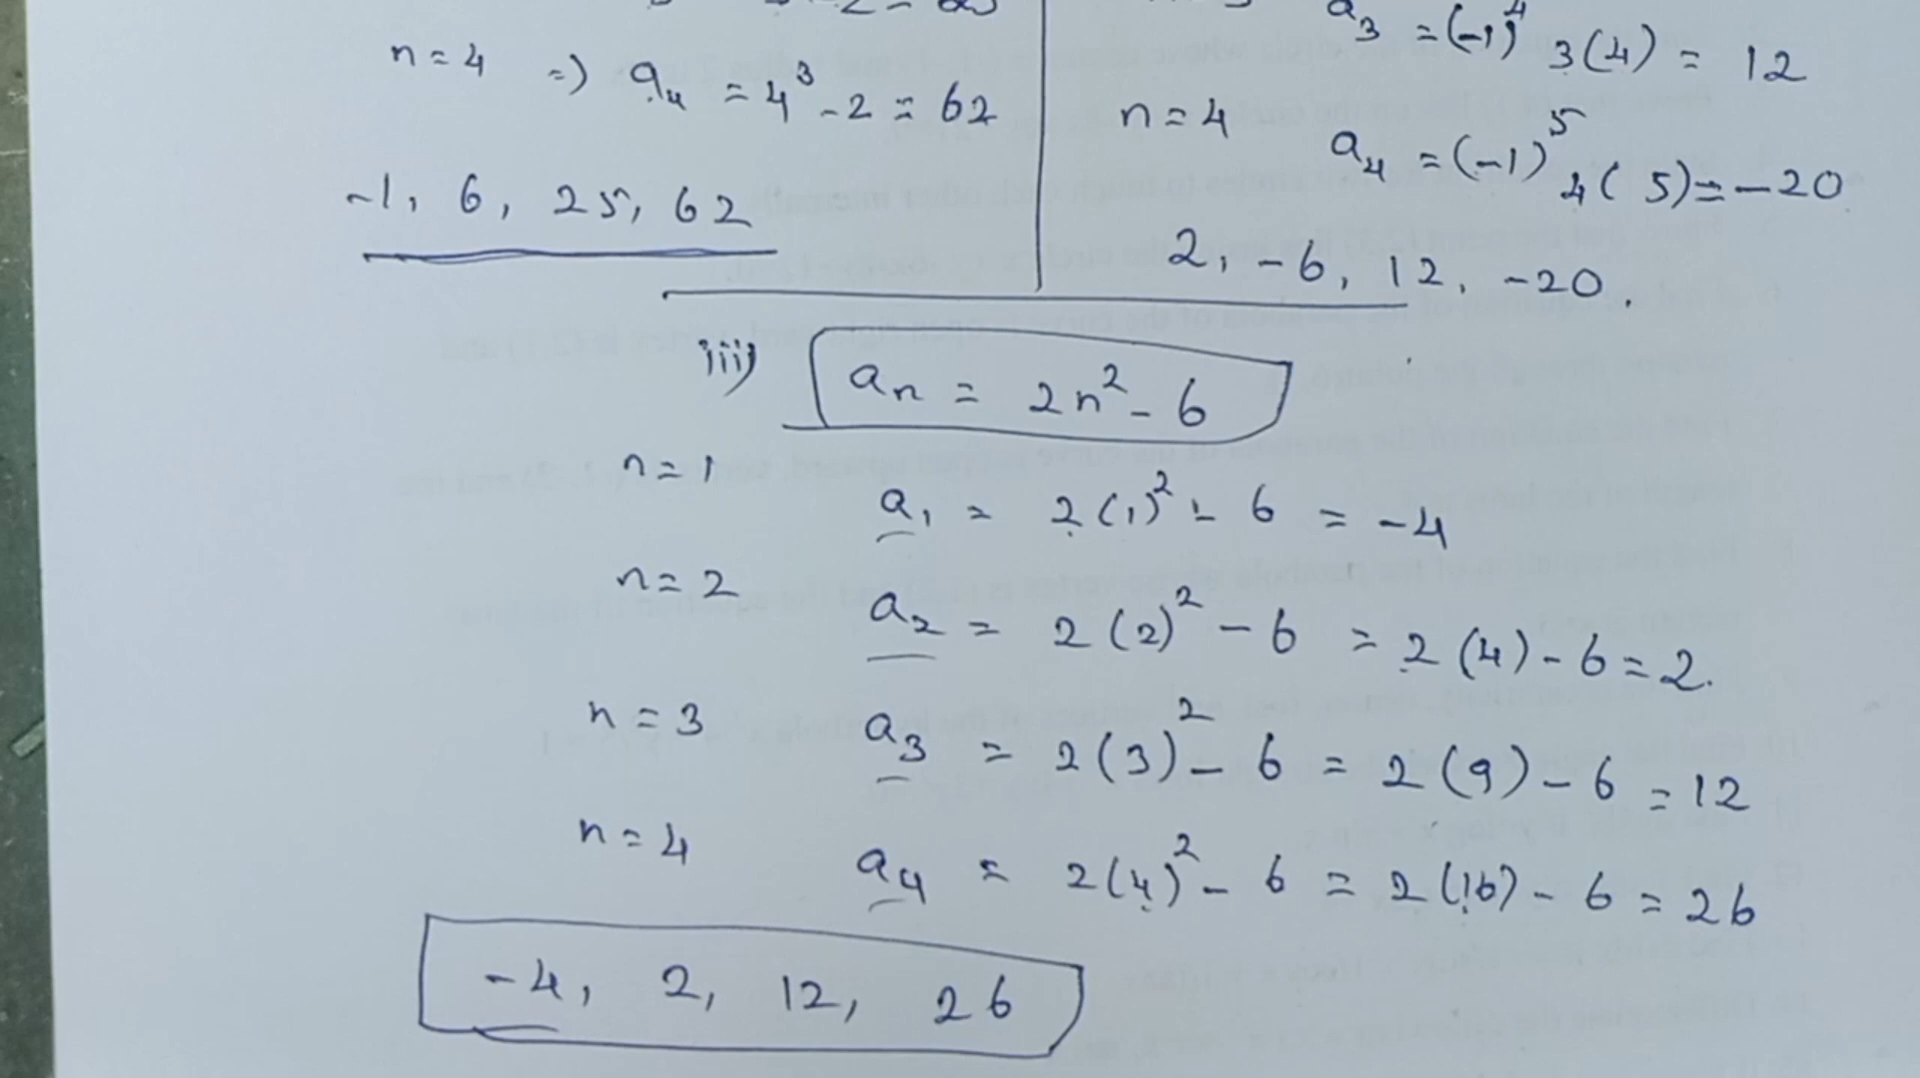 n=4 => a₄ = 4³ - 2 = 62
-1, 6, 25, 62
a₃ = (-1)⁴ 3(4) = 12
n=4
a₄ = (-1)⁵ 4(5) = -20
2, -6, 12, -20.
iii) aₙ = 2n² - 6
n=1
a₁ = 2(1)² - 6 = -4
n=2
a₂ = 2(2)² - 6 = 2(4) - 6 = 2.
n=3
a₃ = 2(3)² - 6 = 2(9) - 6 = 12
n=4
a₄ = 2(4)² - 6 = 2(16) - 6 = 26
-4, 2, 12, 26